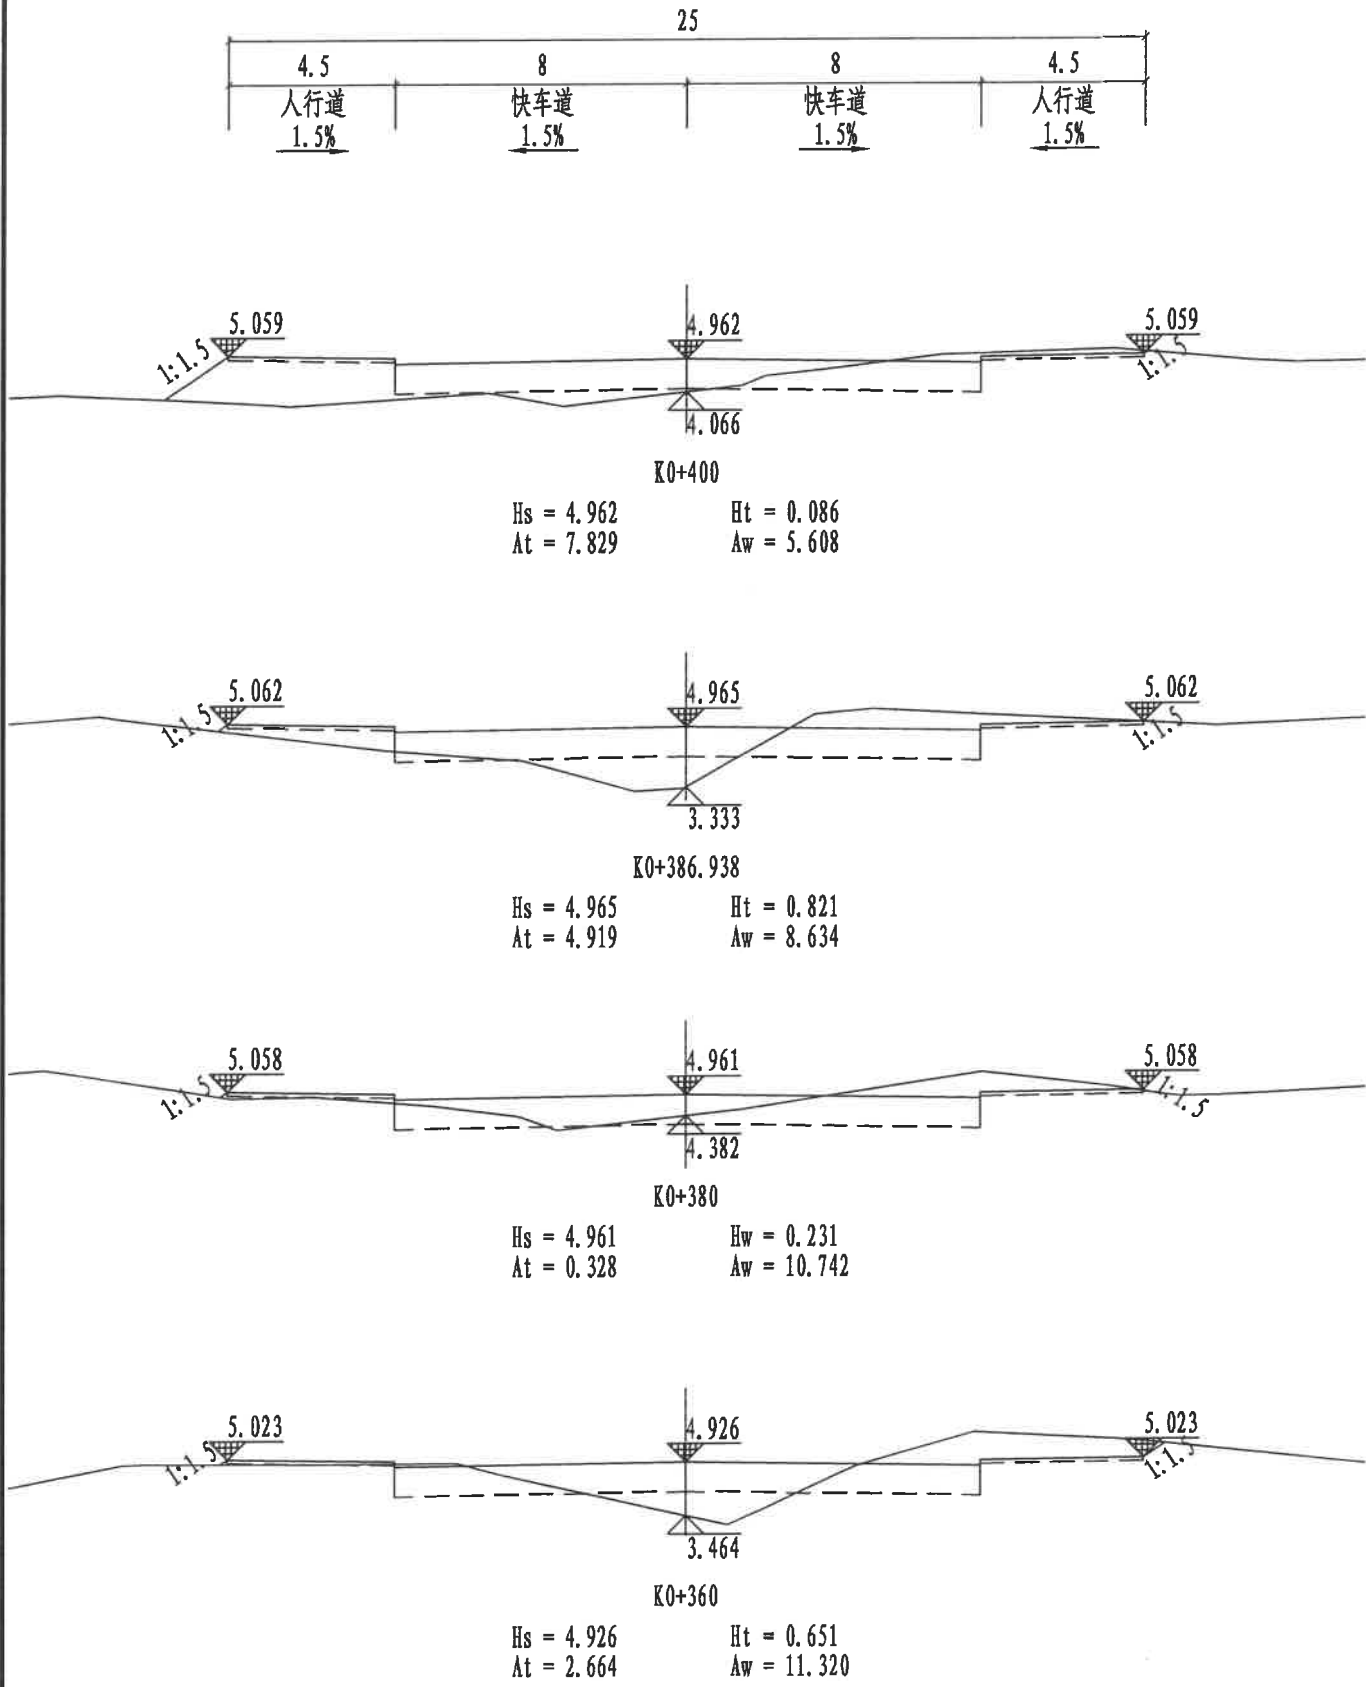 25
4.5 8 8 4.5
人行道 快车道 快车道 人行道
1.5% 1.5% 1.5% 1.5%
5.059 4.962 5.059
1:1.5 1:1.5
4.066
K0+400
Hs = 4.962 Ht = 0.086
At = 7.829 Aw = 5.608
5.062 4.965 5.062
1:1.5 1:1.5
3.333
K0+386.938
Hs = 4.965 Ht = 0.821
At = 4.919 Aw = 8.634
5.058 4.961 5.058
1:1.5 1:1.5
4.382
K0+380
Hs = 4.961 Hw = 0.231
At = 0.328 Aw = 10.742
5.023 4.926 5.023
1:1.5 1:1.5
3.464
K0+360
Hs = 4.926 Ht = 0.651
At = 2.664 Aw = 11.320